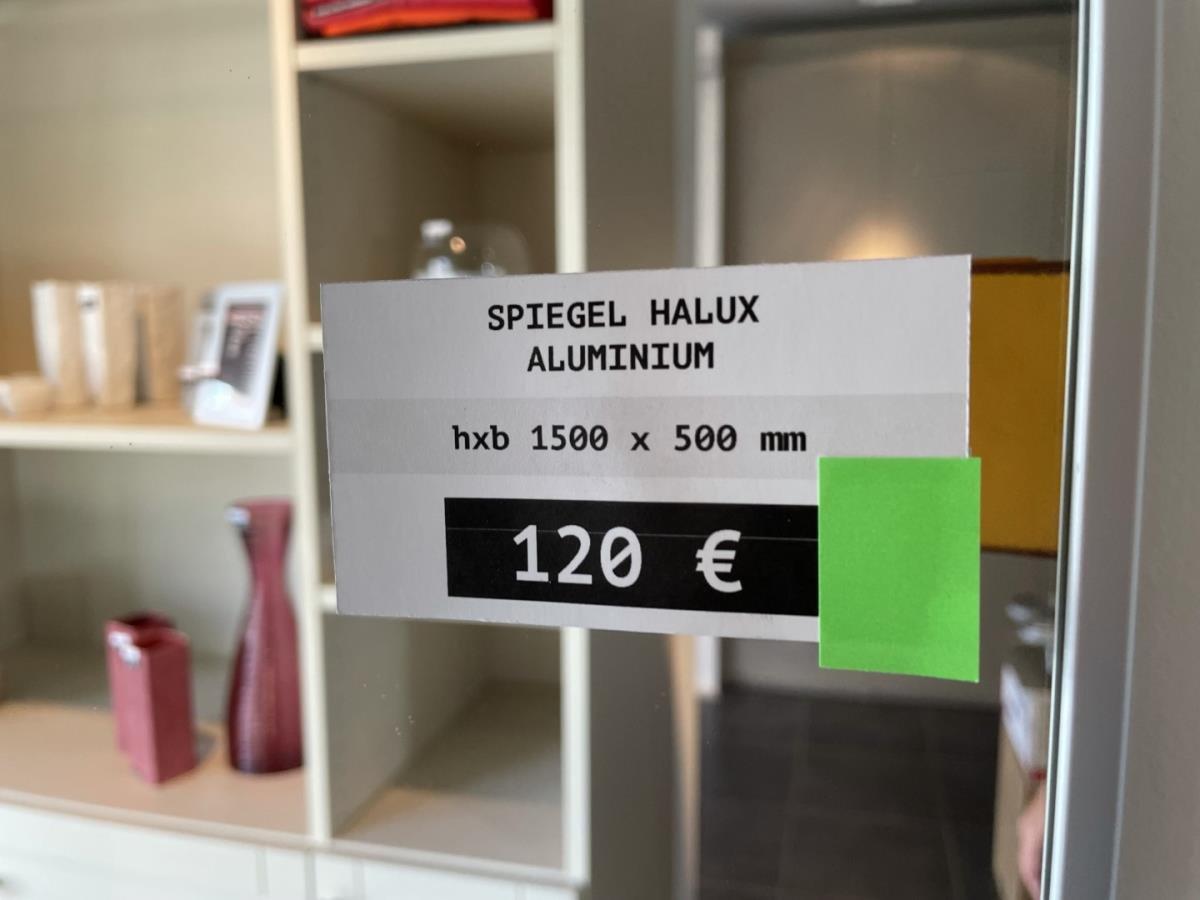 SPIEGEL HALUX
ALUMINIUM
hxb 1500 x 500 mm
120 €